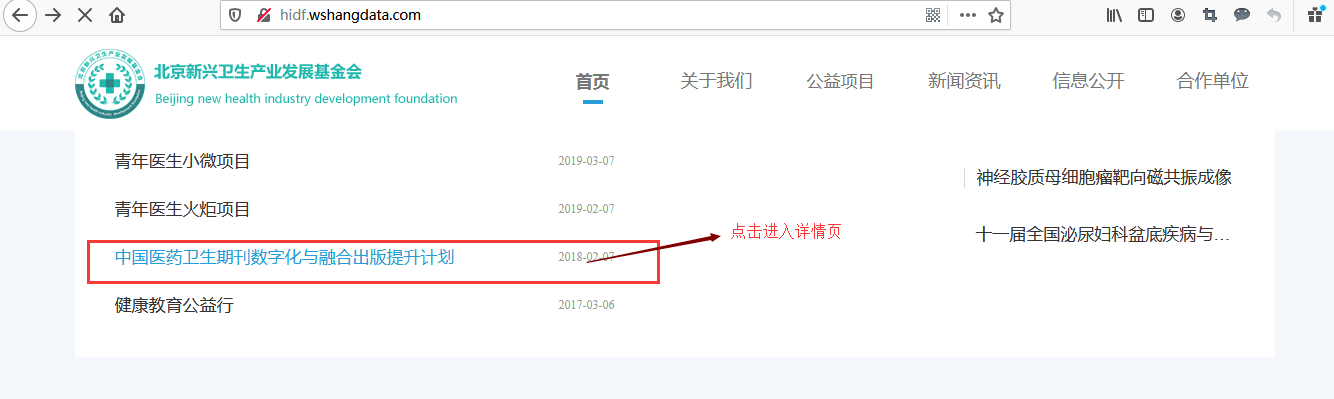 hidf.wshangdata.com
北京新兴卫生产业发展基金会
Beijing new health industry development foundation
首页 关于我们 公益项目 新闻资讯 信息公开 合作单位
青年医生小微项目 2019-03-07
神经胶质母细胞瘤靶向磁共振成像
青年医生火炬项目 2019-02-07
点击进入详情页
十一届全国泌尿妇科盆底疾病与...
中国医药卫生期刊数字化与融合出版提升计划 2018-02-07
健康教育公益行 2017-03-06